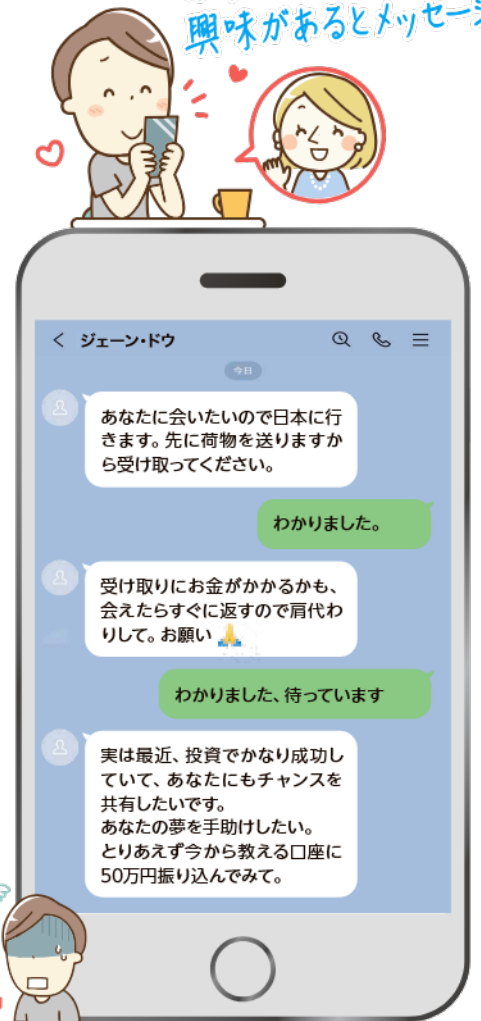 興味があるとメッセージ
ジェーン・ドウ
今日
あなたに会いたいので日本に行
きます。先に荷物を送りますか
ら受け取ってください。
わかりました。
受け取りにお金がかかるかも、
会えたらすぐに返すので肩代わ
りして。お願い🙏
わかりました、待っています
実は最近、投資でかなり成功し
ていて、あなたにもチャンスを
共有したいです。
あなたの夢を手助けしたい。
とりあえず今から教える口座に
50万円振り込んでみて。